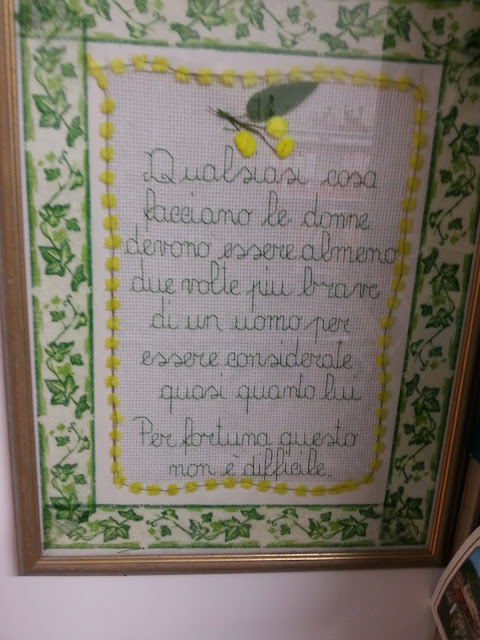 Qualsiasi cosa
facciano le donne
devono essere almeno
due volte più brave
di un uomo per
essere considerate
quasi quanto lui
Per fortuna questo
non è difficile.